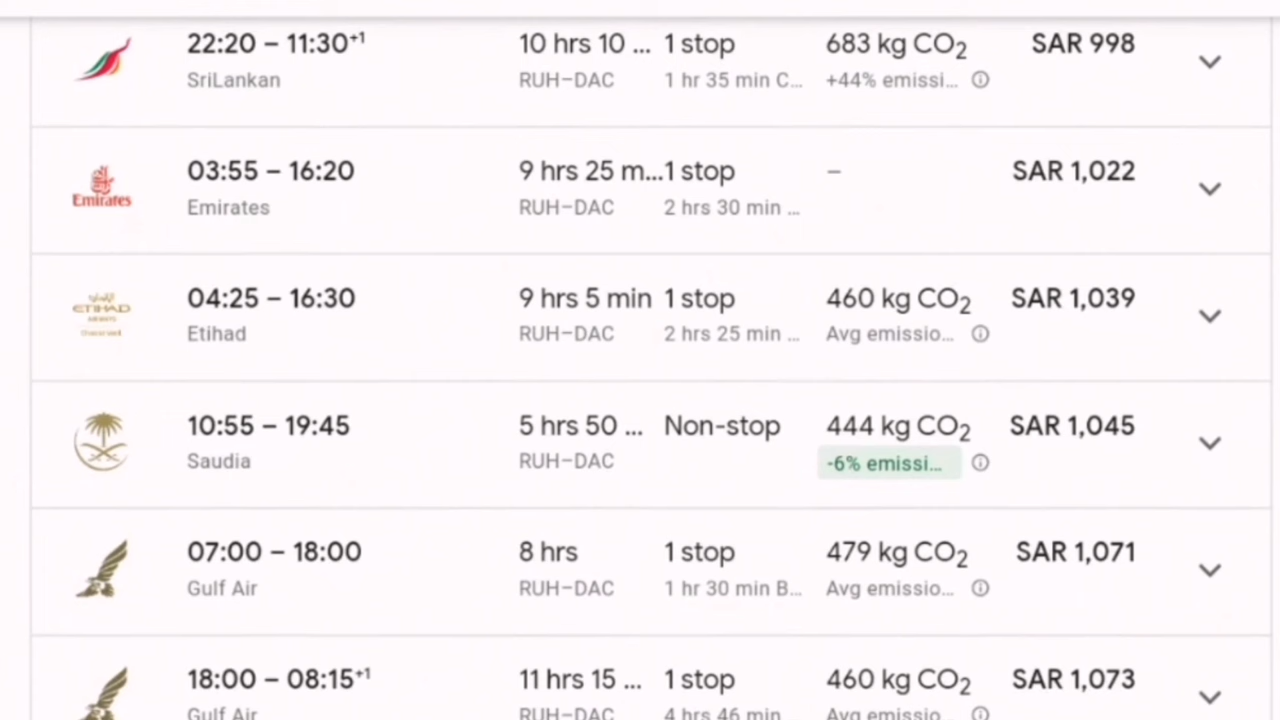 22:20 – 11:30+1 10 hrs 10 ... 1 stop 683 kg CO2 SAR 998
SriLankan RUH–DAC 1 hr 35 min C... +44% emissi...
03:55 – 16:20 9 hrs 25 m... 1 stop – SAR 1,022
Emirates Emirates RUH–DAC 2 hrs 30 min ...
04:25 – 16:30 9 hrs 5 min 1 stop 460 kg CO2 SAR 1,039
ETIHAD
AIRWAYS
Etihad RUH–DAC 2 hrs 25 min ... Avg emissio...
10:55 – 19:45 5 hrs 50 ... Non-stop 444 kg CO2 SAR 1,045
Saudia RUH–DAC -6% emissi...
07:00 – 18:00 8 hrs 1 stop 479 kg CO2 SAR 1,071
Gulf Air RUH–DAC 1 hr 30 min B... Avg emissio...
18:00 – 08:15+1 11 hrs 15 ... 1 stop 460 kg CO2 SAR 1,073
Gulf Air RUH–DAC 4 hrs 46 min Avg emissio...